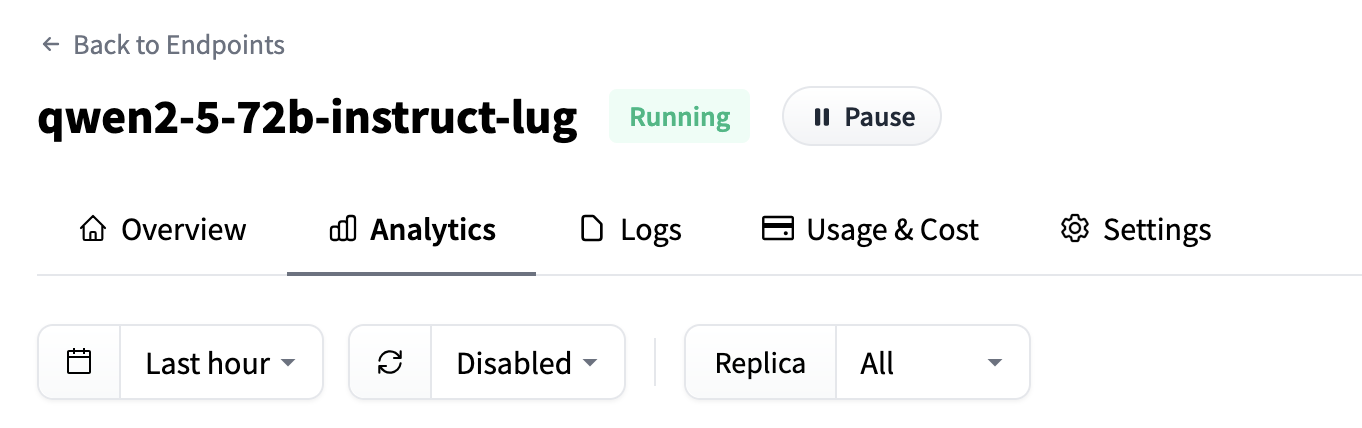 Back to Endpoints
qwen2-5-72b-instruct-lug Running Pause
Overview Analytics Logs Usage & Cost Settings
Last hour Disabled Replica All